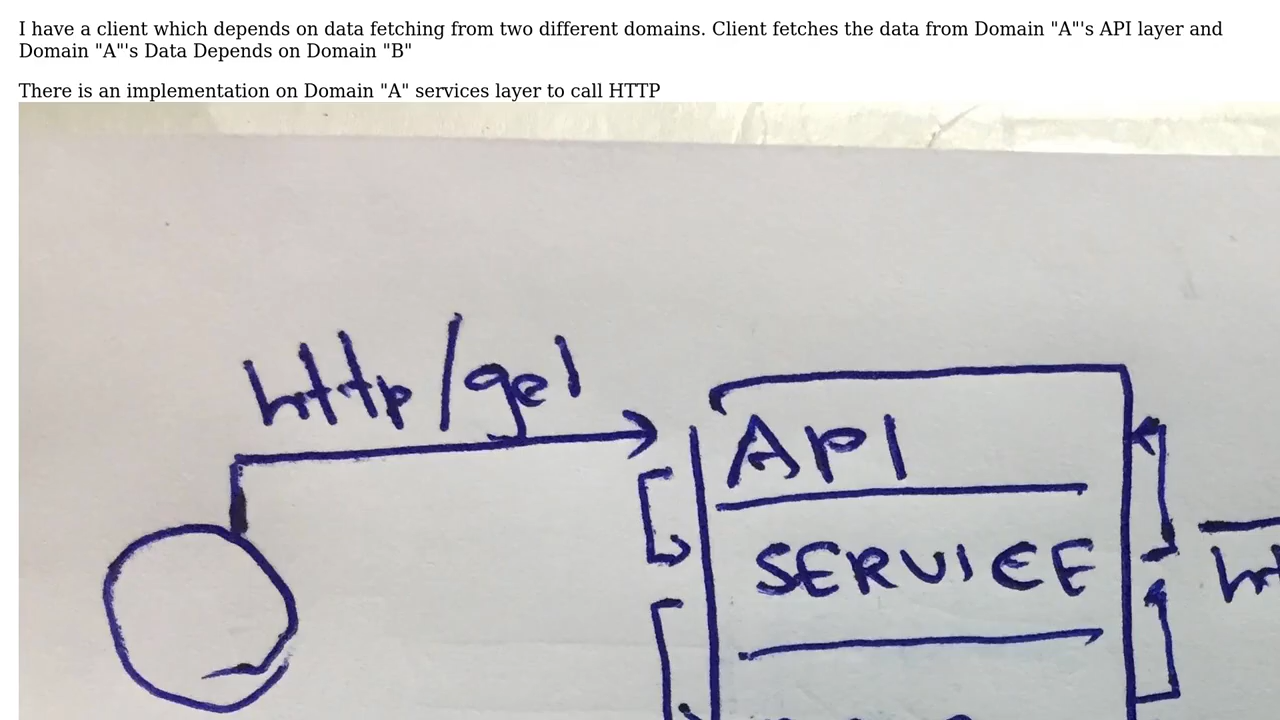 I have a client which depends on data fetching from two different domains. Client fetches the data from Domain "A"'s API layer and
Domain "A"'s Data Depends on Domain "B"
There is an implementation on Domain "A" services layer to call HTTP
http/get
API
SERVICE